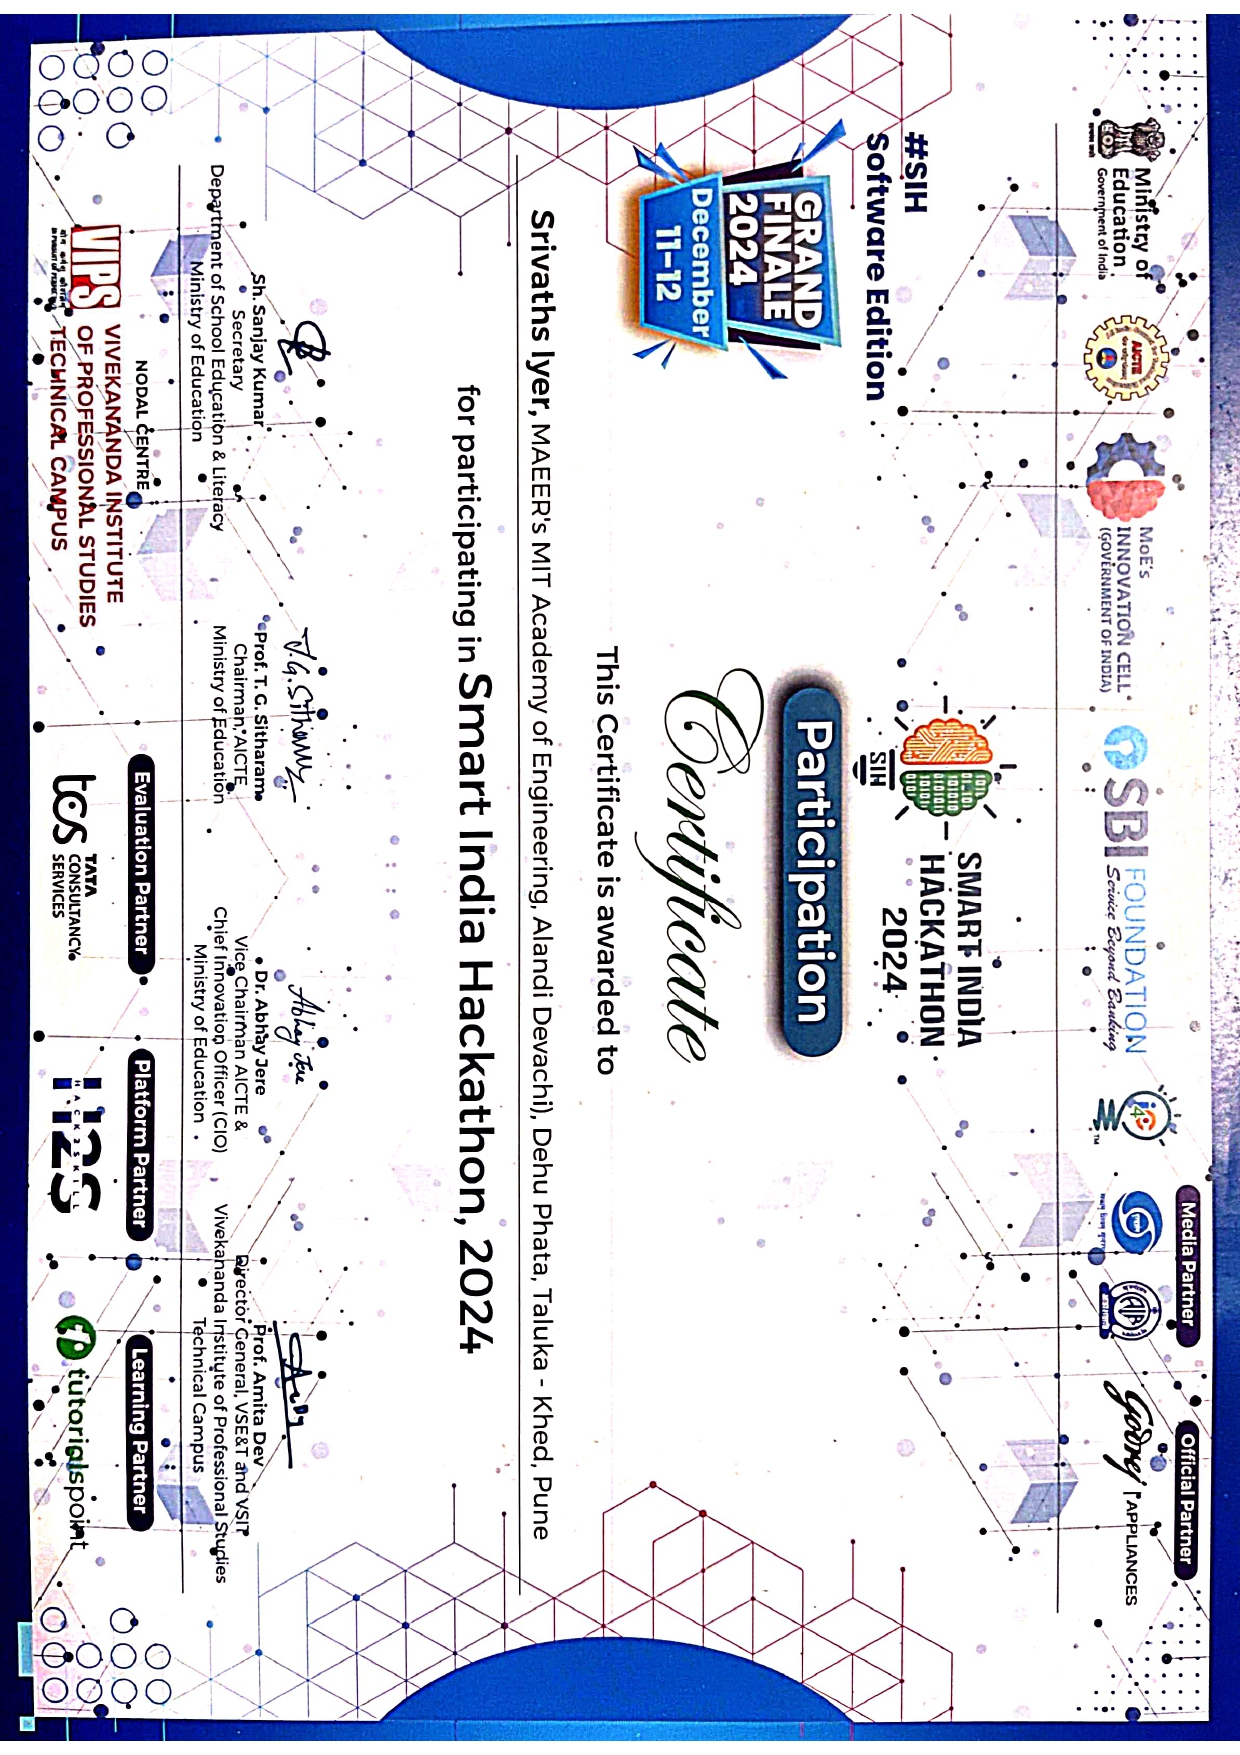 Ministry of
Education
Government of India
AICTE
MoE's
INNOVATION CELL
(GOVERNMENT OF INDIA)
SBI FOUNDATION
Service Beyond Banking
i4C
TM
Media Partner
Official Partner
Godrej | APPLIANCES
SMART INDIA
HACKATHON
2024
SIH
#SIH
Software Edition
GRAND
FINALE
2024
December
11-12
Participation
Certificate
This Certificate is awarded to
Srivaths Iyer, MAEER's MIT Academy of Engineering, Alandi Devachi), Dehu Phata, Taluka - Khed, Pune
for participating in Smart India Hackathon, 2024
Sh. Sanjay Kumar
Secretary
Department of School Education & Literacy
Ministry of Education
T.G. Sitharam
Prof. T. G. Sitharam
Chairman, AICTE
Ministry of Education
Abhay Jere
Dr. Abhay Jere
Vice Chairman AICTE &
Chief Innovation Officer (CIO)
Ministry of Education
Prof. Amita Dev
Director General, VSE&T and VSIT
Vivekananda Institute of Professional Studies
Technical Campus
NODAL CENTRE
VIPS
VIVEKANANDA INSTITUTE
OF PROFESSIONAL STUDIES
TECHNICAL CAMPUS
Evaluation Partner
tcs TATA
CONSULTANCY
SERVICES
Platform Partner
H2S
HACK2SKILL
Learning Partner
tutorialspoint